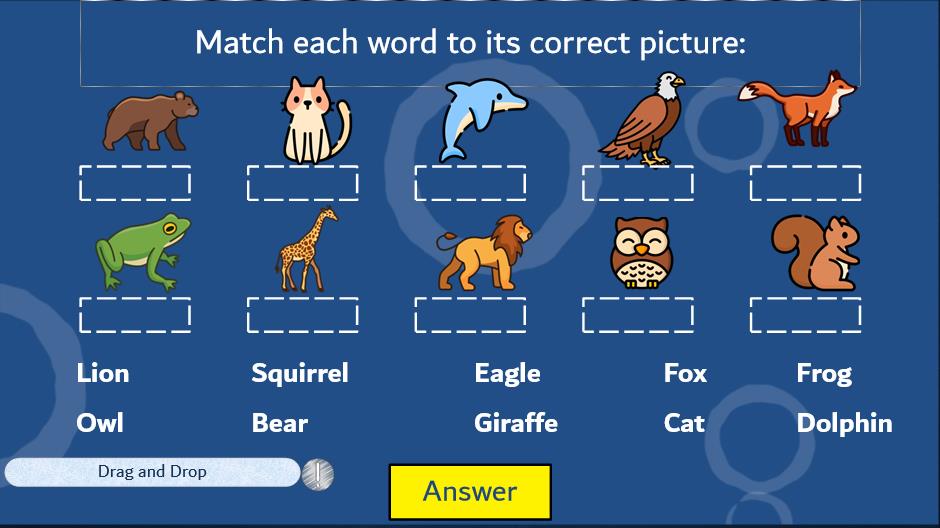 Match each word to its correct picture:
Lion Squirrel Eagle Fox Frog
Owl Bear Giraffe Cat Dolphin
Drag and Drop !
Answer